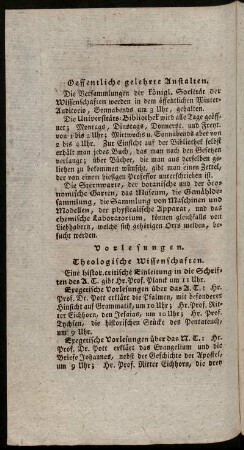 Oeffentliche gelehrte Anstalten.
Die Versammlungen der Königl. Societät der
Wissenschaften werden in dem öffentlichen Winter-
Auditorio, Sonnabends um 3 Uhr, gehalten.
Die Universitäts-Bibliothek wird alle Tage geöff-
net; Montags, Dinstags, Donnerst. und Freyt.
von 1 bis 2 Uhr; Mittwochs u. Sonnabends aber von
2 bis 4 Uhr. Zur Einsicht auf der Bibliothek selbst
erhält man jedes Buch, das man nach den Gesetzen
verlangt; über Bücher, die man aus derselben geliehen
zu bekommen wünscht, gibt man einen Zettel,
der von einem hiesigen Professor unterschrieben ist.
Die Sternwarte, der botanische und der öco-
nomische Garten, das Museum, die Gemählde-
sammlung, die Sammlung von Maschinen und
Modellen, der physicalische Apparat, und das
chemische Laboratorium, können gleichfalls von
Liebhabern, welche sich gehörigen Orts melden, be-
sucht werden.
Vorlesungen.
Theologische Wissenschaften.
Eine histor. critische Einleitung in die Schrif-
ten des A. T. gibt Hr. Prof. Planck um 11 Uhr.
Exegetische Vorlesungen über das A. T.: Hr.
Prof. Dr. Pott erklärt die Psalmen, mit besonderer
Hinsicht auf Grammatik, um 10 Uhr; Hr. Prof. Ritter
Eichhorn, den Jesaias, um 10 Uhr; Hr. Prof.
Tychsen, die historischen Stücke des Pentateuch,
um 9 Uhr.
Exegetische Vorlesungen über das N. T.: Hr.
Prof. Dr. Pott erklärt das Evangelium und die
Briefe Johannes, nebst der Geschichte der Apostel,
um 9 Uhr; Hr. Prof. Ritter Eichhorn, die drey